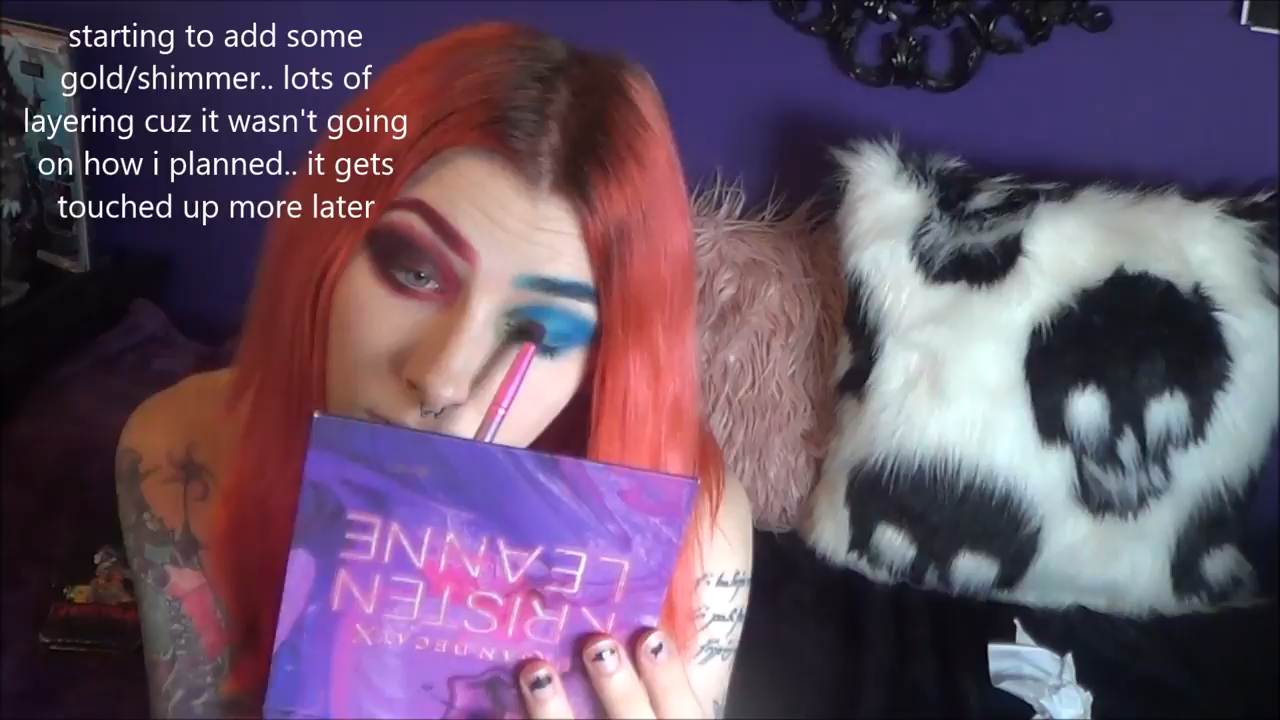 starting to add some
gold/shimmer.. lots of
layering cuz it wasn't going
on how i planned.. it gets
touched up more later
KRISTEN
LEANNE